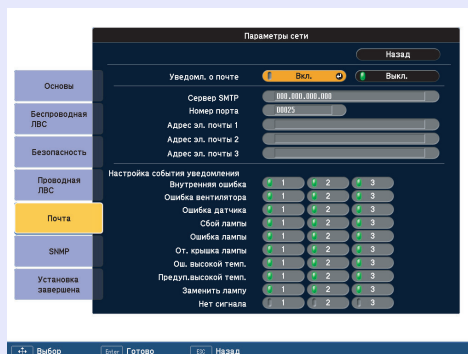 Параметры сети
Назад
Основы
Беспроводная
ЛВС
Безопасность
Проводная
ЛВС
Почта
SNMP
Установка
завершена
Уведомл. о почте Вкл. Выкл.
Сервер SMTP 000.000.000.000
Номер порта 00025
Адрес эл. почты 1
Адрес эл. почты 2
Адрес эл. почты 3
Настройка события уведомления
Внутренняя ошибка 1 2 3
Ошибка вентилятора 1 2 3
Ошибка датчика 1 2 3
Сбой лампы 1 2 3
Ошибка лампы 1 2 3
От. крышка лампы 1 2 3
Ош. высокой темп. 1 2 3
Предуп.высокой темп. 1 2 3
Заменить лампу 1 2 3
Нет сигнала 1 2 3
Выбор Enter Готово ESC Назад